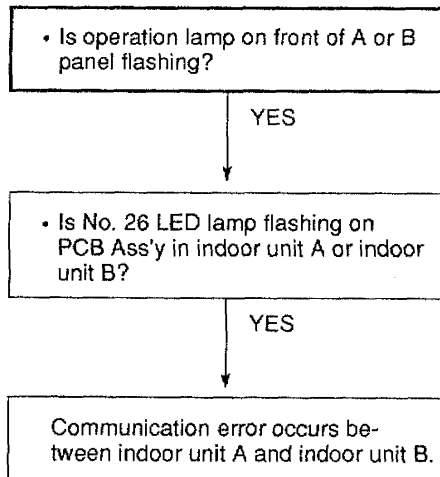 • Is operation lamp on front of A or B
panel flashing?
YES
• Is No. 26 LED lamp flashing on
PCB Ass'y in indoor unit A or indoor
unit B?
YES
Communication error occurs be-
tween indoor unit A and indoor unit B.